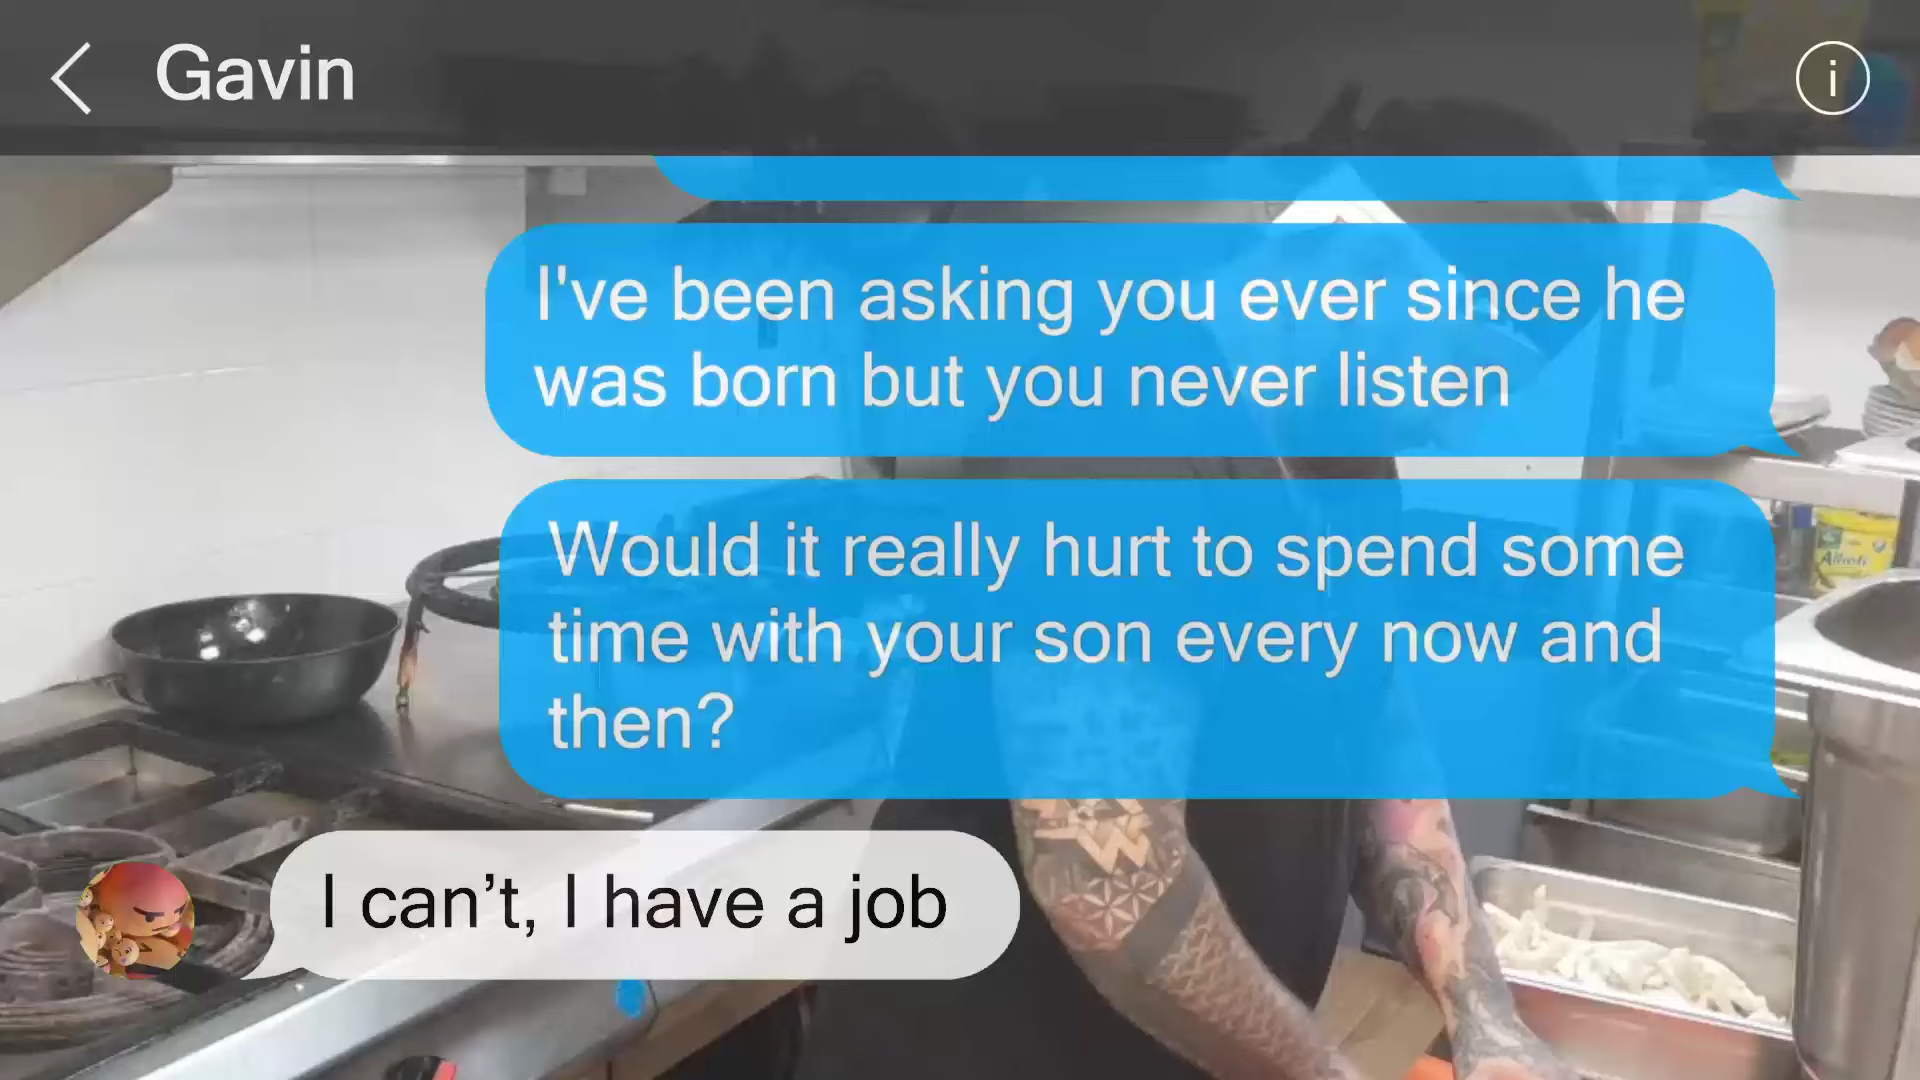 Gavin
i
I've been asking you ever since he
was born but you never listen
Would it really hurt to spend some
time with your son every now and
then?
I can’t, I have a job